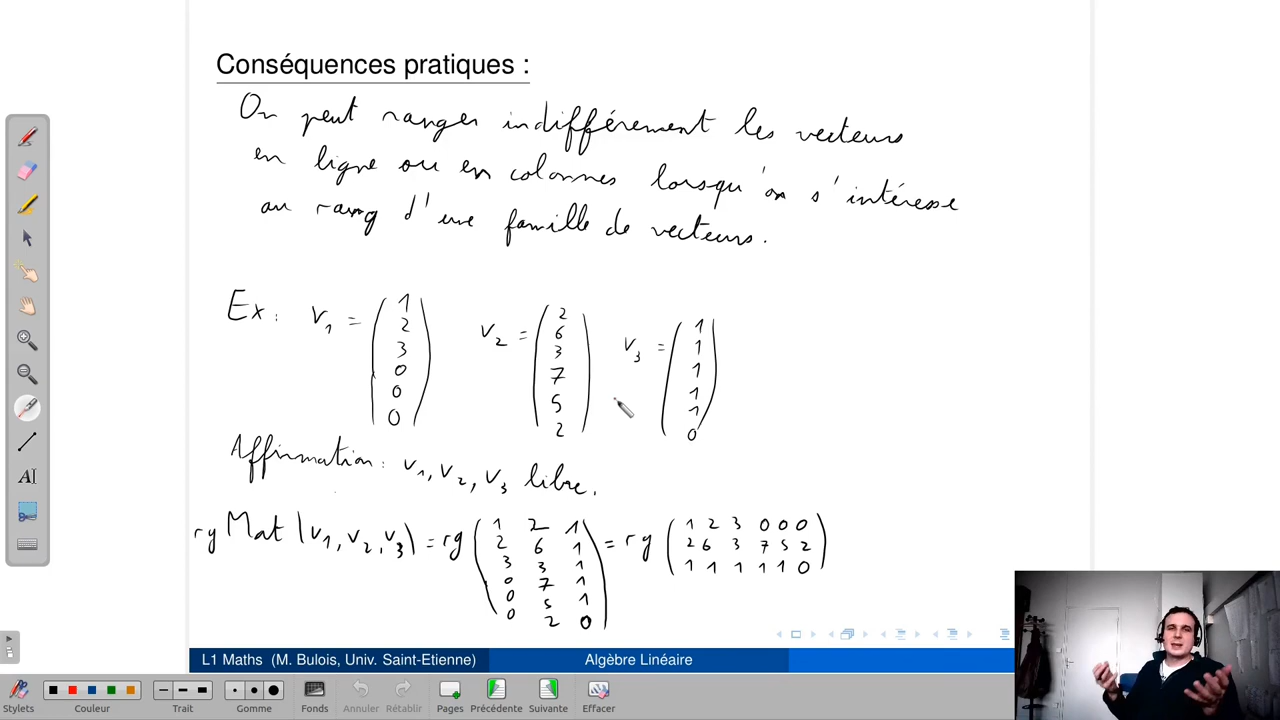 Conséquences pratiques :
On peut ranger indifférement les vecteurs
en ligne ou en colonnes lorsqu'on s'intéresse
au rang d'une famille de vecteurs.
Ex: v1 = (1 2 3 0 0 0) v2 = (2 6 3 7 5 2) v3 = (1 1 1 1 1 0)
Affirmation: v1, v2, v3 libre.
rg Mat (v1, v2, v3) = rg (1 2 1
2 6 1
3 3 1
0 7 1
0 5 1
0 2 0) = rg (1 2 3 0 0 0
2 6 3 7 5 2
1 1 1 1 1 0)
L1 Maths (M. Bulois, Univ. Saint-Etienne) Algèbre Linéaire
AI
Stylets Couleur Trait Gomme Fonds Annuler Rétablir Pages Précédente Suivante Effacer